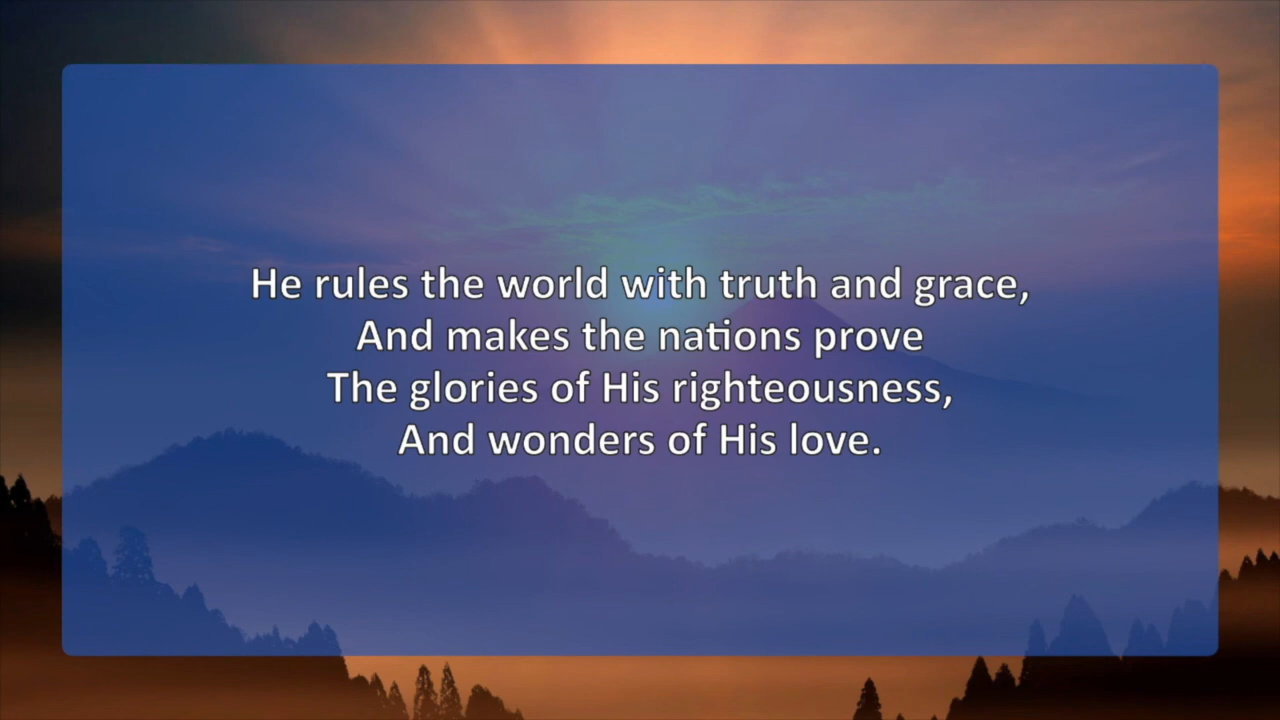 He rules the world with truth and grace,
And makes the nations prove
The glories of His righteousness,
And wonders of His love.